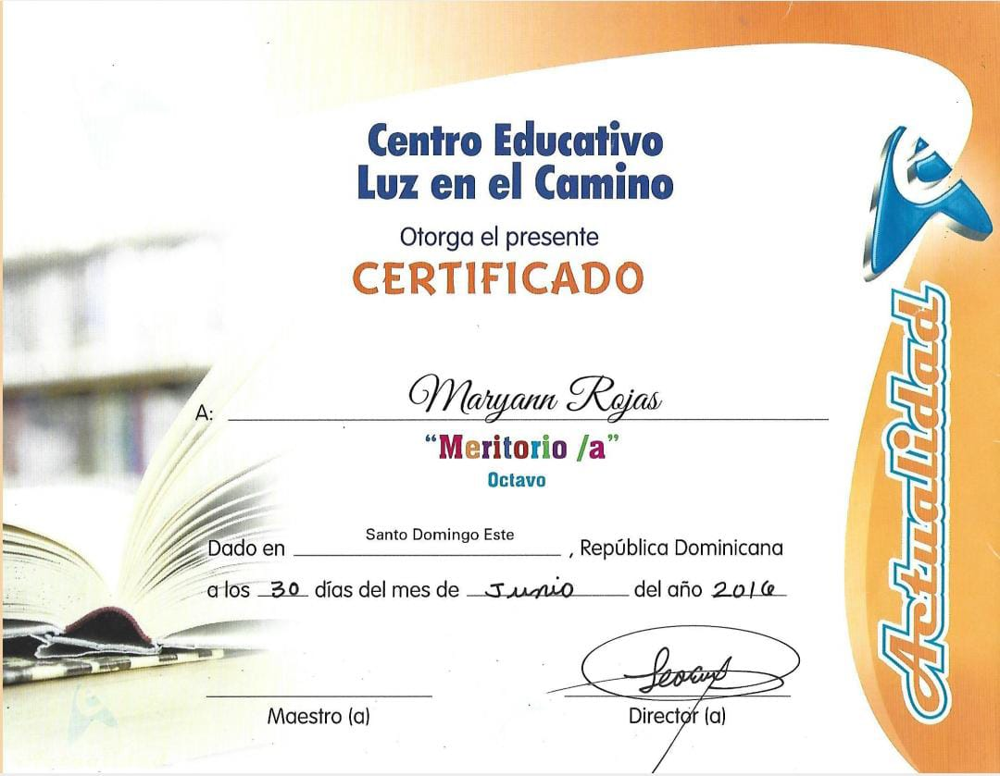 Centro Educativo
Luz en el Camino
Otorga el presente
CERTIFICADO
A: Maryann Rojas
"Meritorio /a"
Octavo
Dado en Santo Domingo Este, República Dominicana
a los 30 días del mes de Junio del año 2016
Maestro (a)
Director (a)
Actualidad